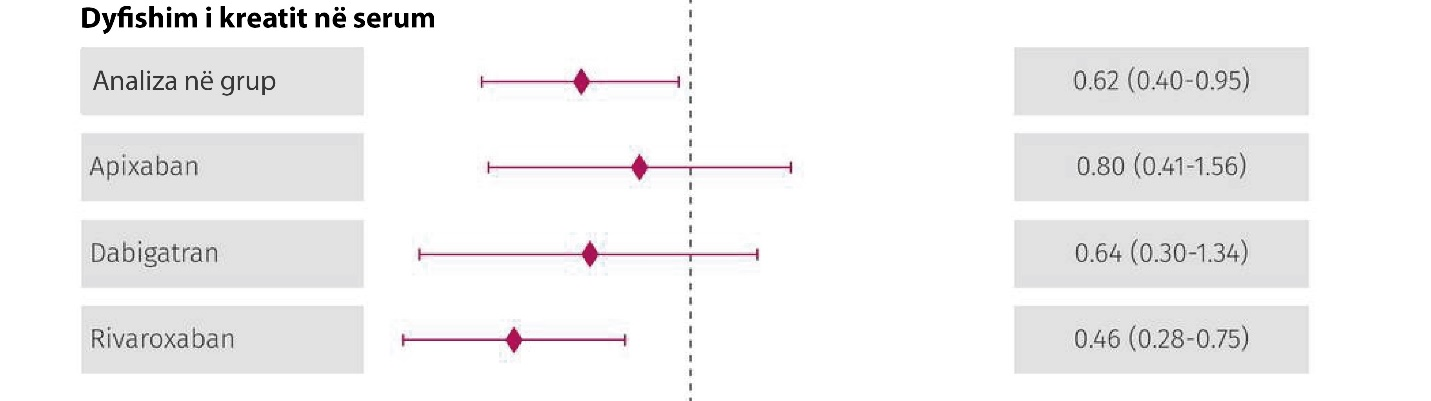 Dyfishim i kreatit në serum
Analiza në grup 0.62 (0.40-0.95)
Apixaban 0.80 (0.41-1.56)
Dabigatran 0.64 (0.30-1.34)
Rivaroxaban 0.46 (0.28-0.75)